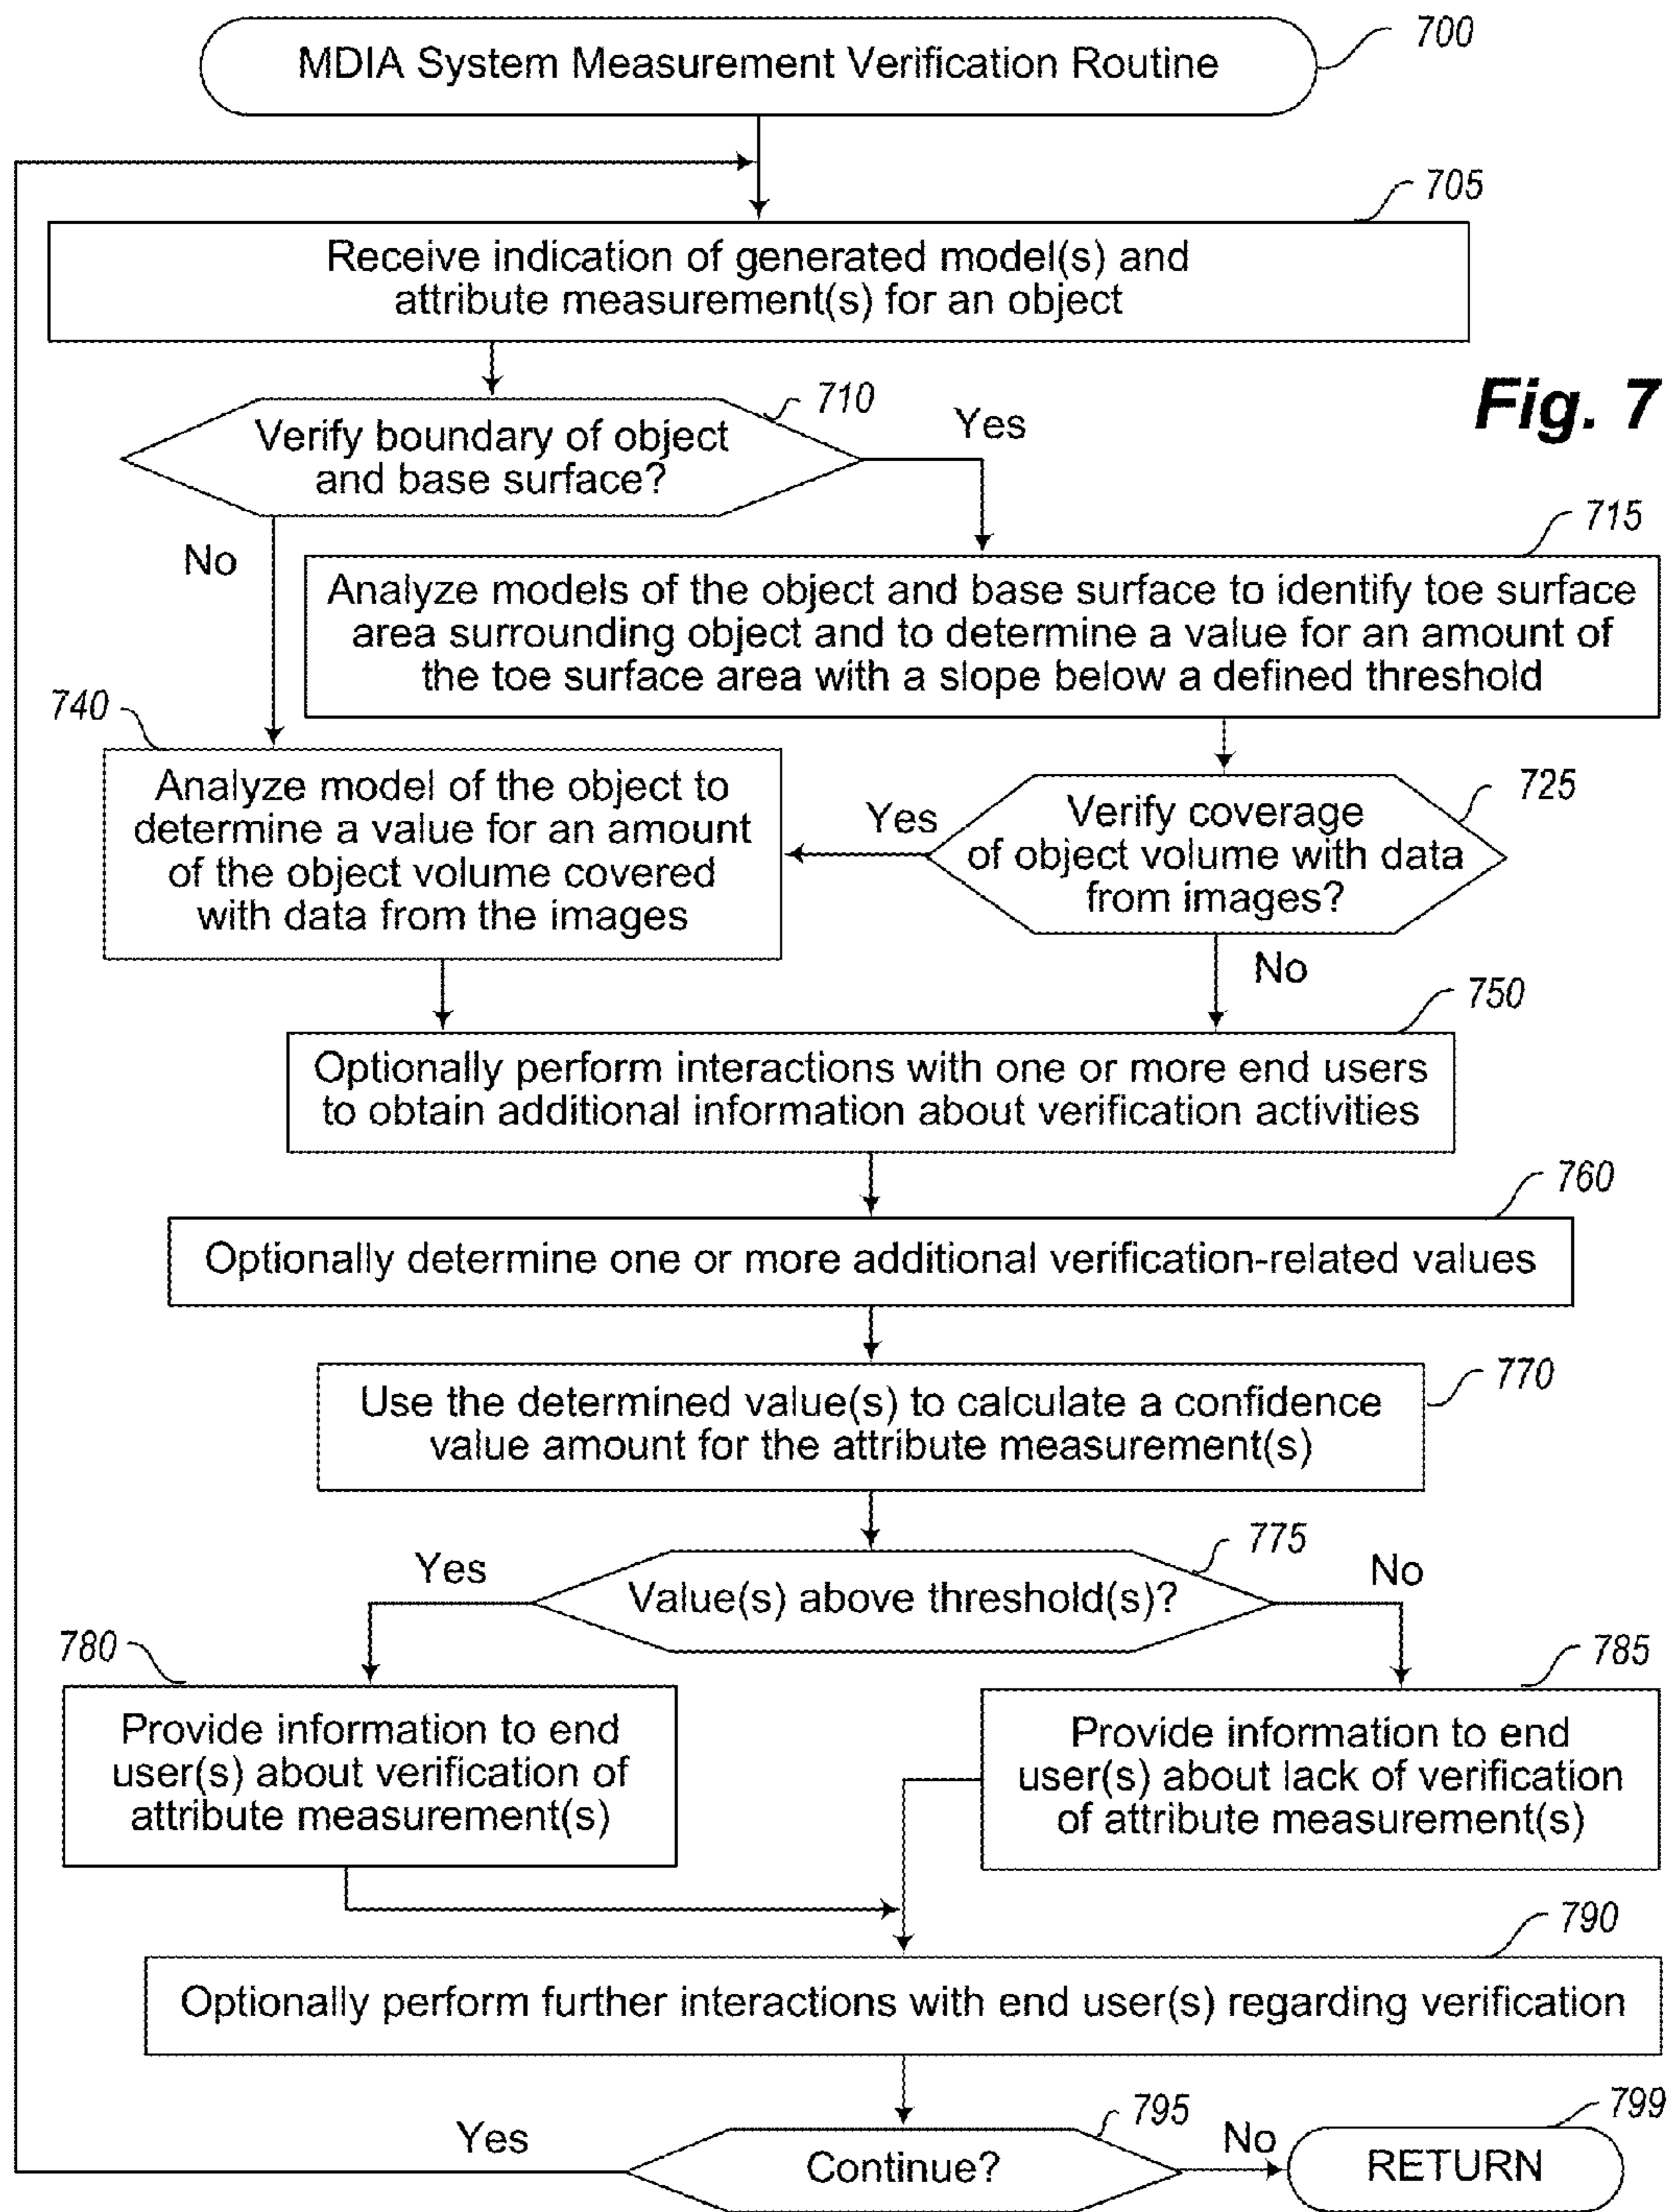 700
MDIA System Measurement Verification Routine
705
Receive indication of generated model(s) and
attribute measurement(s) for an object
Fig. 7
710
Verify boundary of object
and base surface?
Yes
No
715
Analyze models of the object and base surface to identify toe surface
area surrounding object and to determine a value for an amount of
the toe surface area with a slope below a defined threshold
740
Analyze model of the object to
determine a value for an amount
of the object volume covered
with data from the images
Yes
725
Verify coverage
of object volume with data
from images?
No
750
Optionally perform interactions with one or more end users
to obtain additional information about verification activities
760
Optionally determine one or more additional verification-related values
770
Use the determined value(s) to calculate a confidence
value amount for the attribute measurement(s)
775
Yes
Value(s) above threshold(s)?
No
780
Provide information to end
user(s) about verification of
attribute measurement(s)
785
Provide information to end
user(s) about lack of verification
of attribute measurement(s)
790
Optionally perform further interactions with end user(s) regarding verification
795
Yes
Continue?
No
799
RETURN